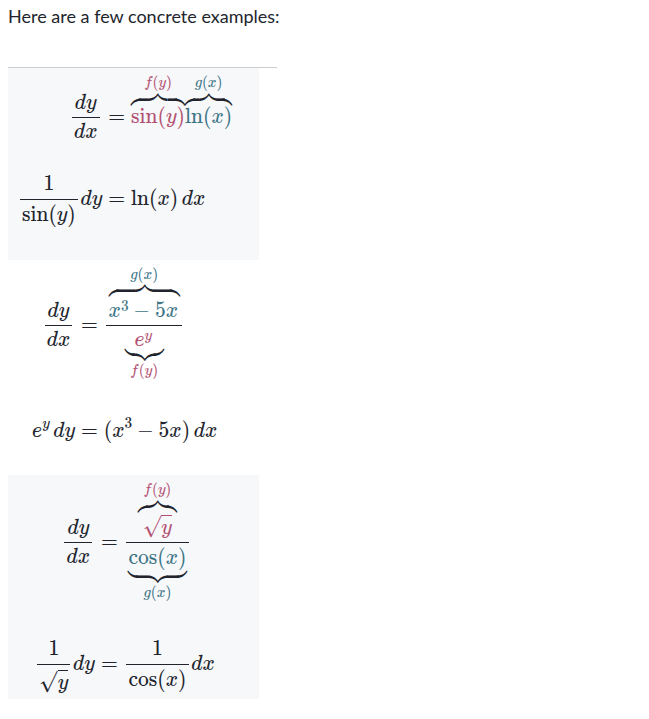 Here are a few concrete examples:
f(y) g(x)
dy/dx = sin(y)ln(x)
1/sin(y) dy = ln(x) dx
g(x)
dy/dx = (x³ − 5x)/e^y
f(y)
e^y dy = (x³ − 5x) dx
f(y)
dy/dx = √y/cos(x)
g(x)
1/√y dy = 1/cos(x) dx